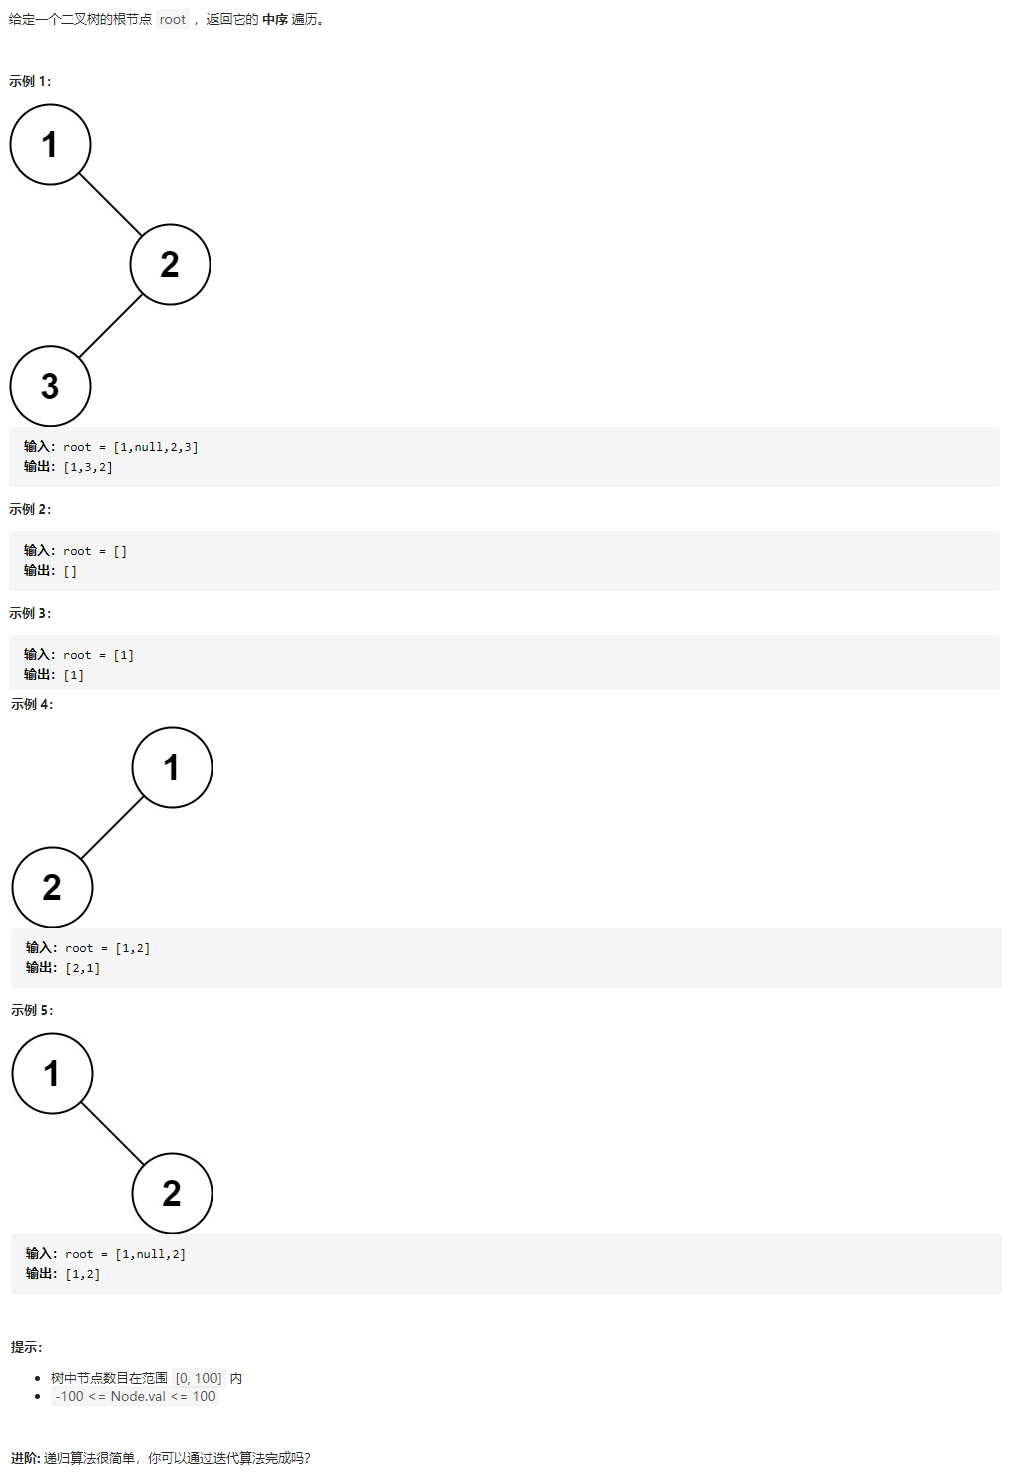 给定一个二叉树的根节点 root ，返回它的 中序 遍历。
示例 1：
1
2
3
输入：root = [1,null,2,3]
输出：[1,3,2]
示例 2：
输入：root = []
输出：[]
示例 3：
输入：root = [1]
输出：[1]
示例 4：
1
2
输入：root = [1,2]
输出：[2,1]
示例 5：
1
2
输入：root = [1,null,2]
输出：[1,2]
提示：
树中节点数目在范围 [0, 100] 内
-100 <= Node.val <= 100
进阶: 递归算法很简单，你可以通过迭代算法完成吗？